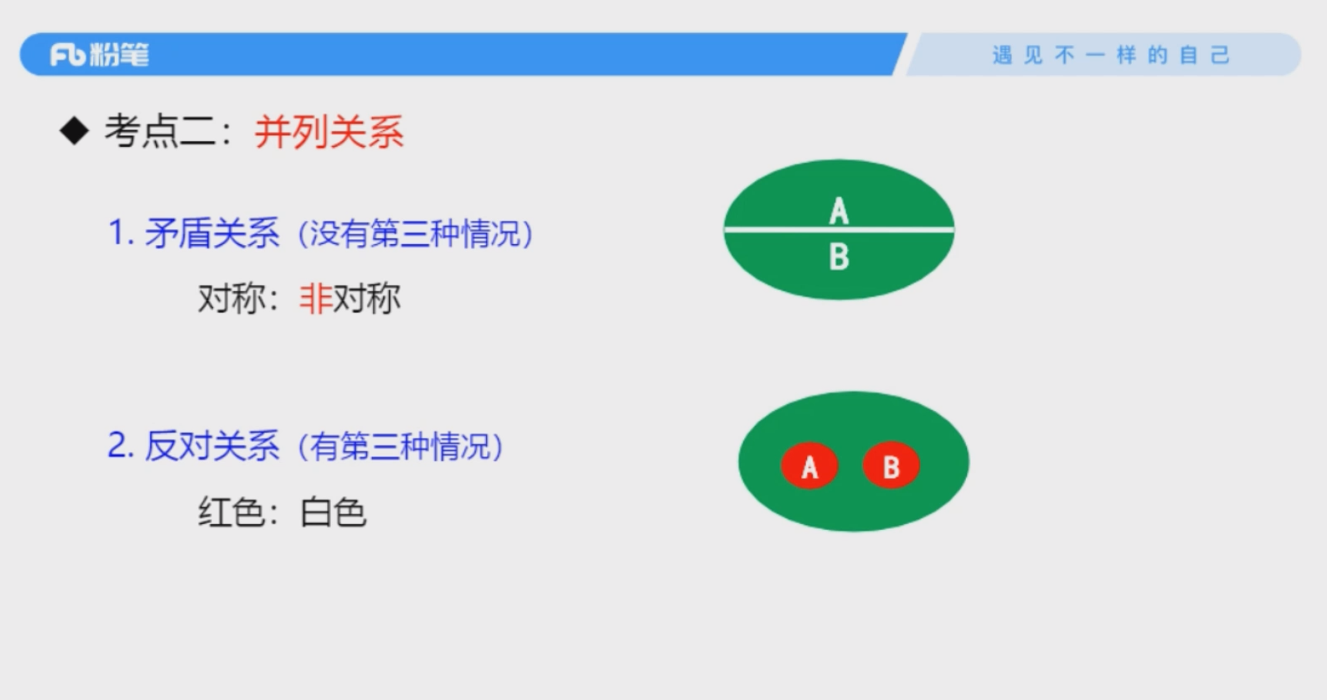 Fb粉笔
遇见不一样的自己
◆ 考点二：并列关系
1. 矛盾关系（没有第三种情况）
对称：非对称
A
B
2. 反对关系（有第三种情况）
红色：白色
A B